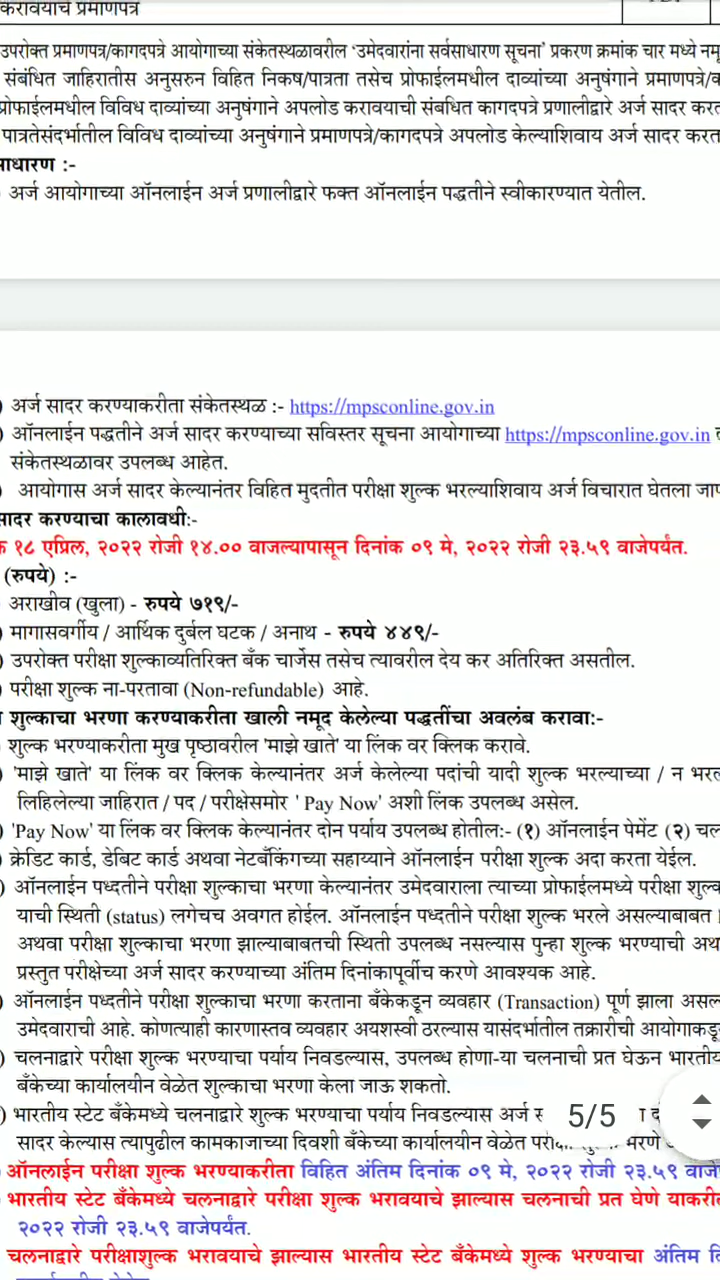 करावयाचे प्रमाणपत्र
उपरोक्त प्रमाणपत्र/कागदपत्रे आयोगाच्या संकेतस्थळावरील 'उमेदवारांना सर्वसाधारण सूचना' प्रकरण क्रमांक चार मध्ये
संबंधित जाहिरातीस अनुसरुन विहित निकष/पात्रता तसेच प्रोफाईलमधील दाव्यांच्या अनुषंगाने प्रमाणपत्रे/
प्रोफाईलमधील विविध दाव्यांच्या अनुषंगाने अपलोड करावयाची संबधित कागदपत्रे प्रणालीद्वारे अर्ज सादर
पात्रतेसंदर्भातील विविध दाव्यांच्या अनुषंगाने प्रमाणपत्रे/कागदपत्रे अपलोड केल्याशिवाय अर्ज सादर करत
साधारण :-
अर्ज आयोगाच्या ऑनलाईन अर्ज प्रणालीद्वारे फक्त ऑनलाईन पद्धतीने स्वीकारण्यात येतील.
) अर्ज सादर करण्याकरीता संकेतस्थळ :- https://mpsconline.gov.in
) ऑनलाईन पद्धतीने अर्ज सादर करण्याच्या सविस्तर सूचना आयोगाच्या https://mpsconline.gov.in
संकेतस्थळावर उपलब्ध आहेत.
) आयोगास अर्ज सादर केल्यानंतर विहित मुदतीत परीक्षा शुल्क भरल्याशिवाय अर्ज विचारात घेतला
सादर करण्याचा कालावधी:-
क १८ एप्रिल, २०२२ रोजी १४.०० वाजल्यापासून दिनांक ०९ मे, २०२२ रोजी २३.५९ वाजेपर्यंत.
(रुपये) :-
अराखीव (खुला) - रुपये ७१९/-
) मागासवर्गीय / आर्थिक दुर्बल घटक / अनाथ - रुपये ४४९/-
) उपरोक्त परीक्षा शुल्काव्यतिरिक्त बँक चार्जेस तसेच त्यावरील देय कर अतिरिक्त असतील.
) परीक्षा शुल्क ना-परतावा (Non-refundable) आहे.
शुल्काचा भरणा करण्याकरीता खाली नमूद केलेल्या पद्धतींचा अवलंब करावा:-
शुल्क भरण्याकरीता मुख पृष्ठावरील 'माझे खाते' या लिंक वर क्लिक करावे.
) 'माझे खाते' या लिंक वर क्लिक केल्यानंतर अर्ज केलेल्या पदांची यादी शुल्क भरल्याच्या / न
लिहिलेल्या जाहिरात / पद / परीक्षेसमोर ' Pay Now' अशी लिंक उपलब्ध असेल.
) 'Pay Now' या लिंक वर क्लिक केल्यानंतर दोन पर्याय उपलब्ध होतील:- (१) ऑनलाईन पेमेंट (२) चल
) क्रेडिट कार्ड, डेबिट कार्ड अथवा नेटबँकिंगच्या सहाय्याने ऑनलाईन परीक्षा शुल्क अदा करता येईल.
) ऑनलाईन पध्दतीने परीक्षा शुल्काचा भरणा केल्यानंतर उमेदवाराला त्याच्या प्रोफाईलमध्ये परीक्षा शुल्क
याची स्थिती (status) लगेचच अवगत होईल. ऑनलाईन पध्दतीने परीक्षा शुल्क भरले असल्याबाबत
अथवा परीक्षा शुल्काचा भरणा झाल्याबाबतची स्थिती उपलब्ध नसल्यास पुन्हा शुल्क भरण्याची अथ
प्रस्तुत परीक्षेच्या अर्ज सादर करण्याच्या अंतिम दिनांकापूर्वीच करणे आवश्यक आहे.
) ऑनलाईन पध्दतीने परीक्षा शुल्काचा भरणा करताना बँकेकडून व्यवहार (Transaction) पूर्ण झाला
उमेदवाराची आहे. कोणत्याही कारणास्तव व्यवहार अयशस्वी ठरल्यास यासंदर्भातील तक्रारीची आयोगाकडू
) चलनाद्वारे परीक्षा शुल्क भरण्याचा पर्याय निवडल्यास, उपलब्ध होणा-या चलनाची प्रत घेऊन भारतीय
बँकेच्या कार्यालयीन वेळेत शुल्काचा भरणा केला जाऊ शकतो.
) भारतीय स्टेट बँकेमध्ये चलनाद्वारे शुल्क भरण्याचा पर्याय निवडल्यास अर्ज
5/5
सादर केल्यास त्यापुढील कामकाजाच्या दिवशी बँकेच्या कार्यालयीन वेळेत
ऑनलाईन परीक्षा शुल्क भरण्याकरीता विहित अंतिम दिनांक ०९ मे, २०२२ रोजी २३.५९
भारतीय स्टेट बँकेमध्ये चलनाद्वारे परीक्षा शुल्क भरावयाचे झाल्यास चलनाची प्रत घेणे
२०२२ रोजी २३.५९ वाजेपर्यंत.
चलनाद्वारे परीक्षाशुल्क भरावयाचे झाल्यास भारतीय स्टेट बँकेमध्ये शुल्क भरण्याचा अंतिम